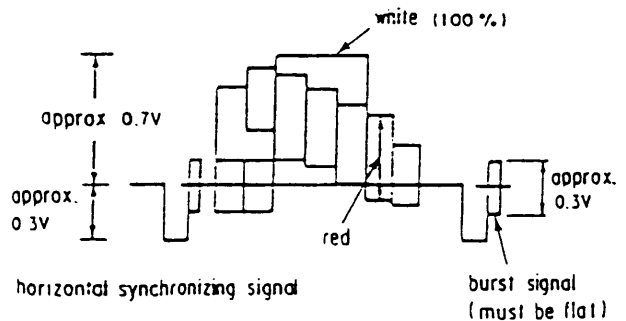 white (100%)
approx 0.7V
approx.
0.3V
red
approx.
0.3V
horizontal synchronizing signal
burst signal
(must be flat)